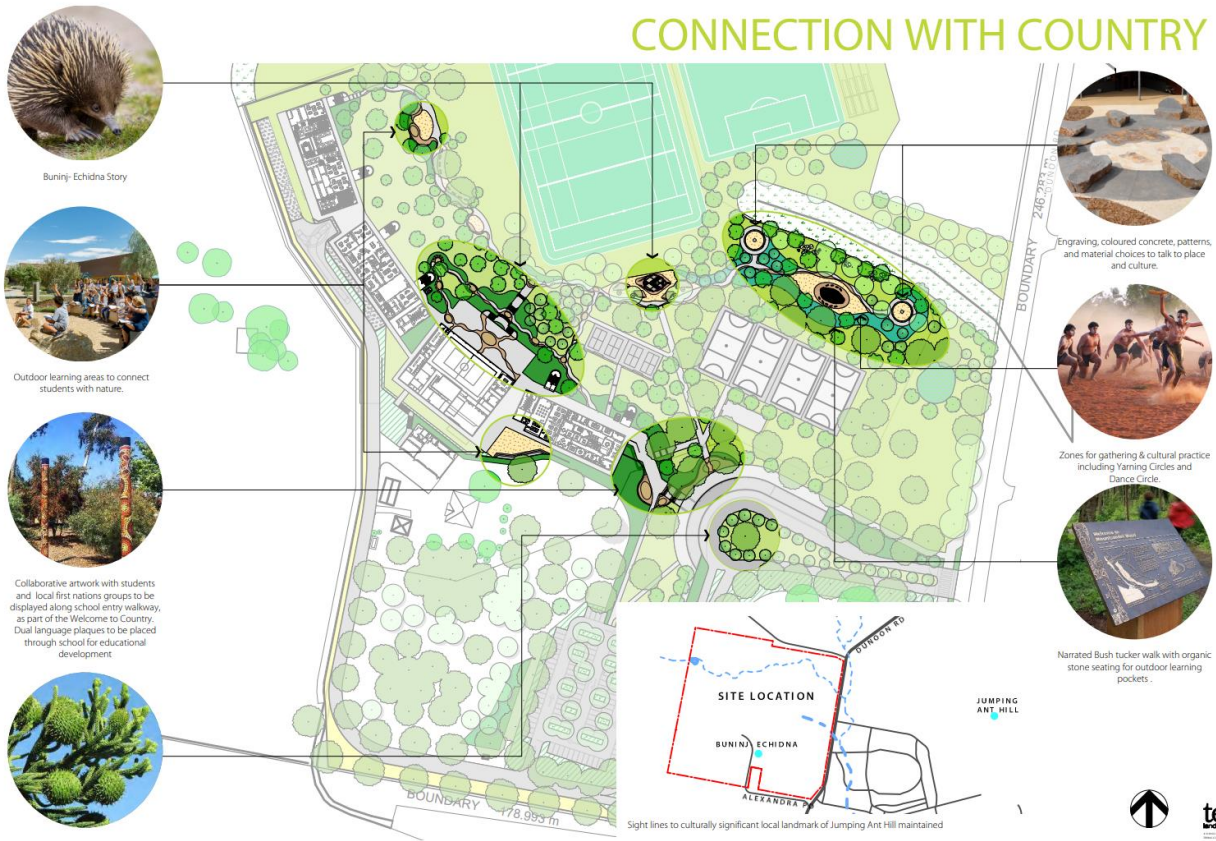 CONNECTION WITH COUNTRY
Buninj- Echidna Story
Outdoor learning areas to connect
students with nature.
Collaborative artwork with students
and local first nations groups to be
displayed along school entry walkway,
as part of the Welcome to Country.
Dual language plaques to be placed
through school for educational
development
Engraving, coloured concrete, patterns,
and material choices to talk to place
and culture.
Zones for gathering & cultural practice
including Yarning Circles and
Dance Circle.
Narrated Bush tucker walk with organic
stone seating for outdoor learning
pockets .
BOUNDARY 246.283 m
DUNOON RD
BOUNDARY 178.993 m
DUNOON RD
SITE LOCATION
JUMPING
ANT HILL
BUNINJ ECHIDNA
ALEXANDRA
Sight lines to culturally significant local landmark of Jumping Ant Hill maintained